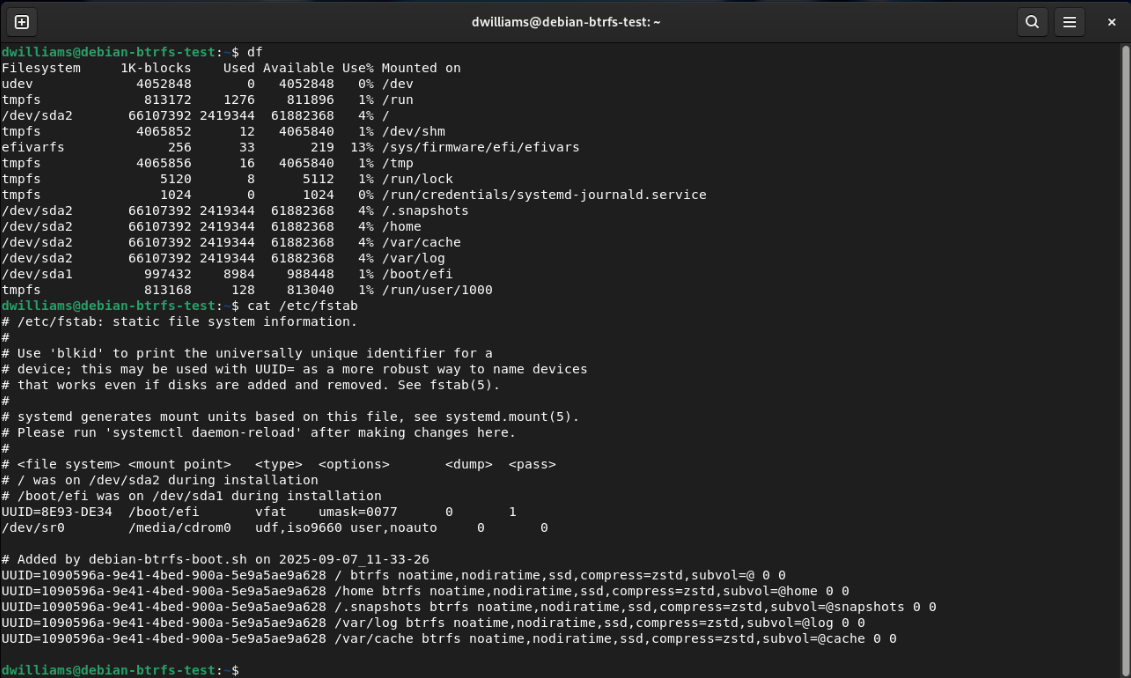 dwilliams@debian-btrfs-test: ~
dwilliams@debian-btrfs-test:~$ df
Filesystem     1K-blocks    Used Available Use% Mounted on
udev             4052848       0   4052848   0% /dev
tmpfs             813172    1276    811896   1% /run
/dev/sda2       66107392 2419344  61882368   4% /
tmpfs            4065852      12   4065840   1% /dev/shm
efivarfs             256      33       219  13% /sys/firmware/efi/efivars
tmpfs            4065856      16   4065840   1% /tmp
tmpfs               5120       8      5112   1% /run/lock
tmpfs               1024       0      1024   0% /run/credentials/systemd-journald.service
/dev/sda2       66107392 2419344  61882368   4% /.snapshots
/dev/sda2       66107392 2419344  61882368   4% /home
/dev/sda2       66107392 2419344  61882368   4% /var/cache
/dev/sda2       66107392 2419344  61882368   4% /var/log
/dev/sda1         997432    8984    988448   1% /boot/efi
tmpfs             813168     128    813040   1% /run/user/1000
dwilliams@debian-btrfs-test:~$ cat /etc/fstab
# /etc/fstab: static file system information.
#
# Use 'blkid' to print the universally unique identifier for a
# device; this may be used with UUID= as a more robust way to name devices
# that works even if disks are added and removed. See fstab(5).
#
# systemd generates mount units based on this file, see systemd.mount(5).
# Please run 'systemctl daemon-reload' after making changes here.
#
# <file system> <mount point>   <type>  <options>       <dump>  <pass>
# / was on /dev/sda2 during installation
# /boot/efi was on /dev/sda1 during installation
UUID=8E93-DE34  /boot/efi       vfat    umask=0077      0       1
/dev/sr0        /media/cdrom0   udf,iso9660 user,noauto     0       0

# Added by debian-btrfs-boot.sh on 2025-09-07_11-33-26
UUID=1090596a-9e41-4bed-900a-5e9a5ae9a628 / btrfs noatime,nodiratime,ssd,compress=zstd,subvol=@ 0 0
UUID=1090596a-9e41-4bed-900a-5e9a5ae9a628 /home btrfs noatime,nodiratime,ssd,compress=zstd,subvol=@home 0 0
UUID=1090596a-9e41-4bed-900a-5e9a5ae9a628 /.snapshots btrfs noatime,nodiratime,ssd,compress=zstd,subvol=@snapshots 0 0
UUID=1090596a-9e41-4bed-900a-5e9a5ae9a628 /var/log btrfs noatime,nodiratime,ssd,compress=zstd,subvol=@log 0 0
UUID=1090596a-9e41-4bed-900a-5e9a5ae9a628 /var/cache btrfs noatime,nodiratime,ssd,compress=zstd,subvol=@cache 0 0

dwilliams@debian-btrfs-test:~$